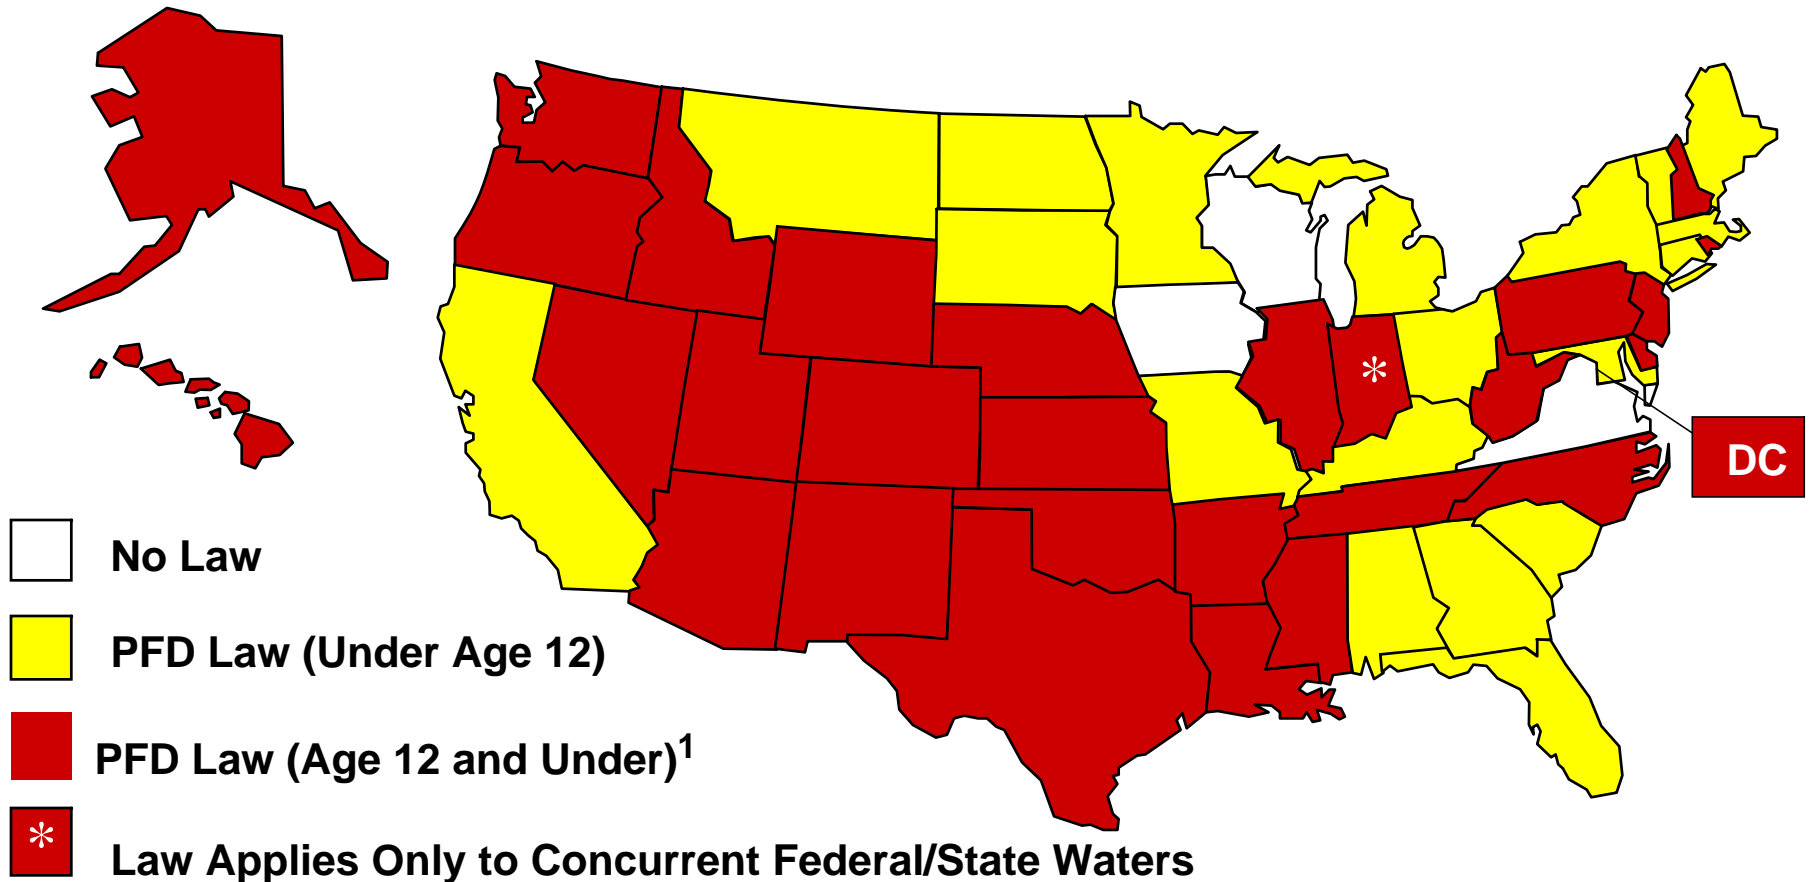 *
DC
No Law
PFD Law (Under Age 12)
PFD Law (Age 12 and Under)1
*
Law Applies Only to Concurrent Federal/State Waters